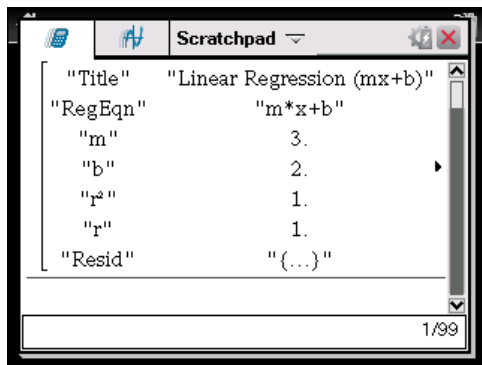 Scratchpad
"Title" "Linear Regression (mx+b)"
"RegEqn" "m*x+b"
"m" 3.
"b" 2.
"r²" 1.
"r" 1.
"Resid" "{...}"
1/99